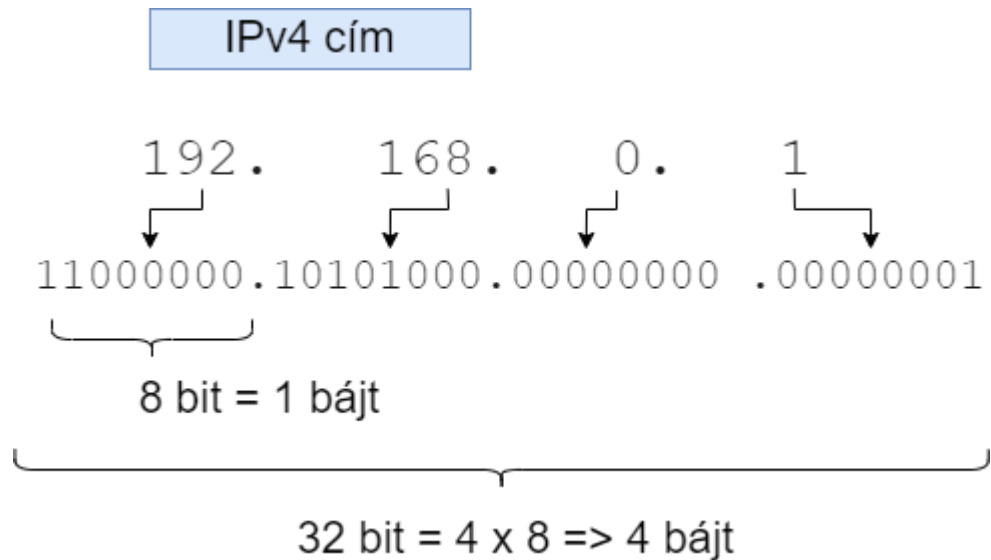 IPv4 cím
192. 168. 0. 1
11000000.10101000.00000000 .00000001
8 bit = 1 bájt
32 bit = 4 x 8 => 4 bájt